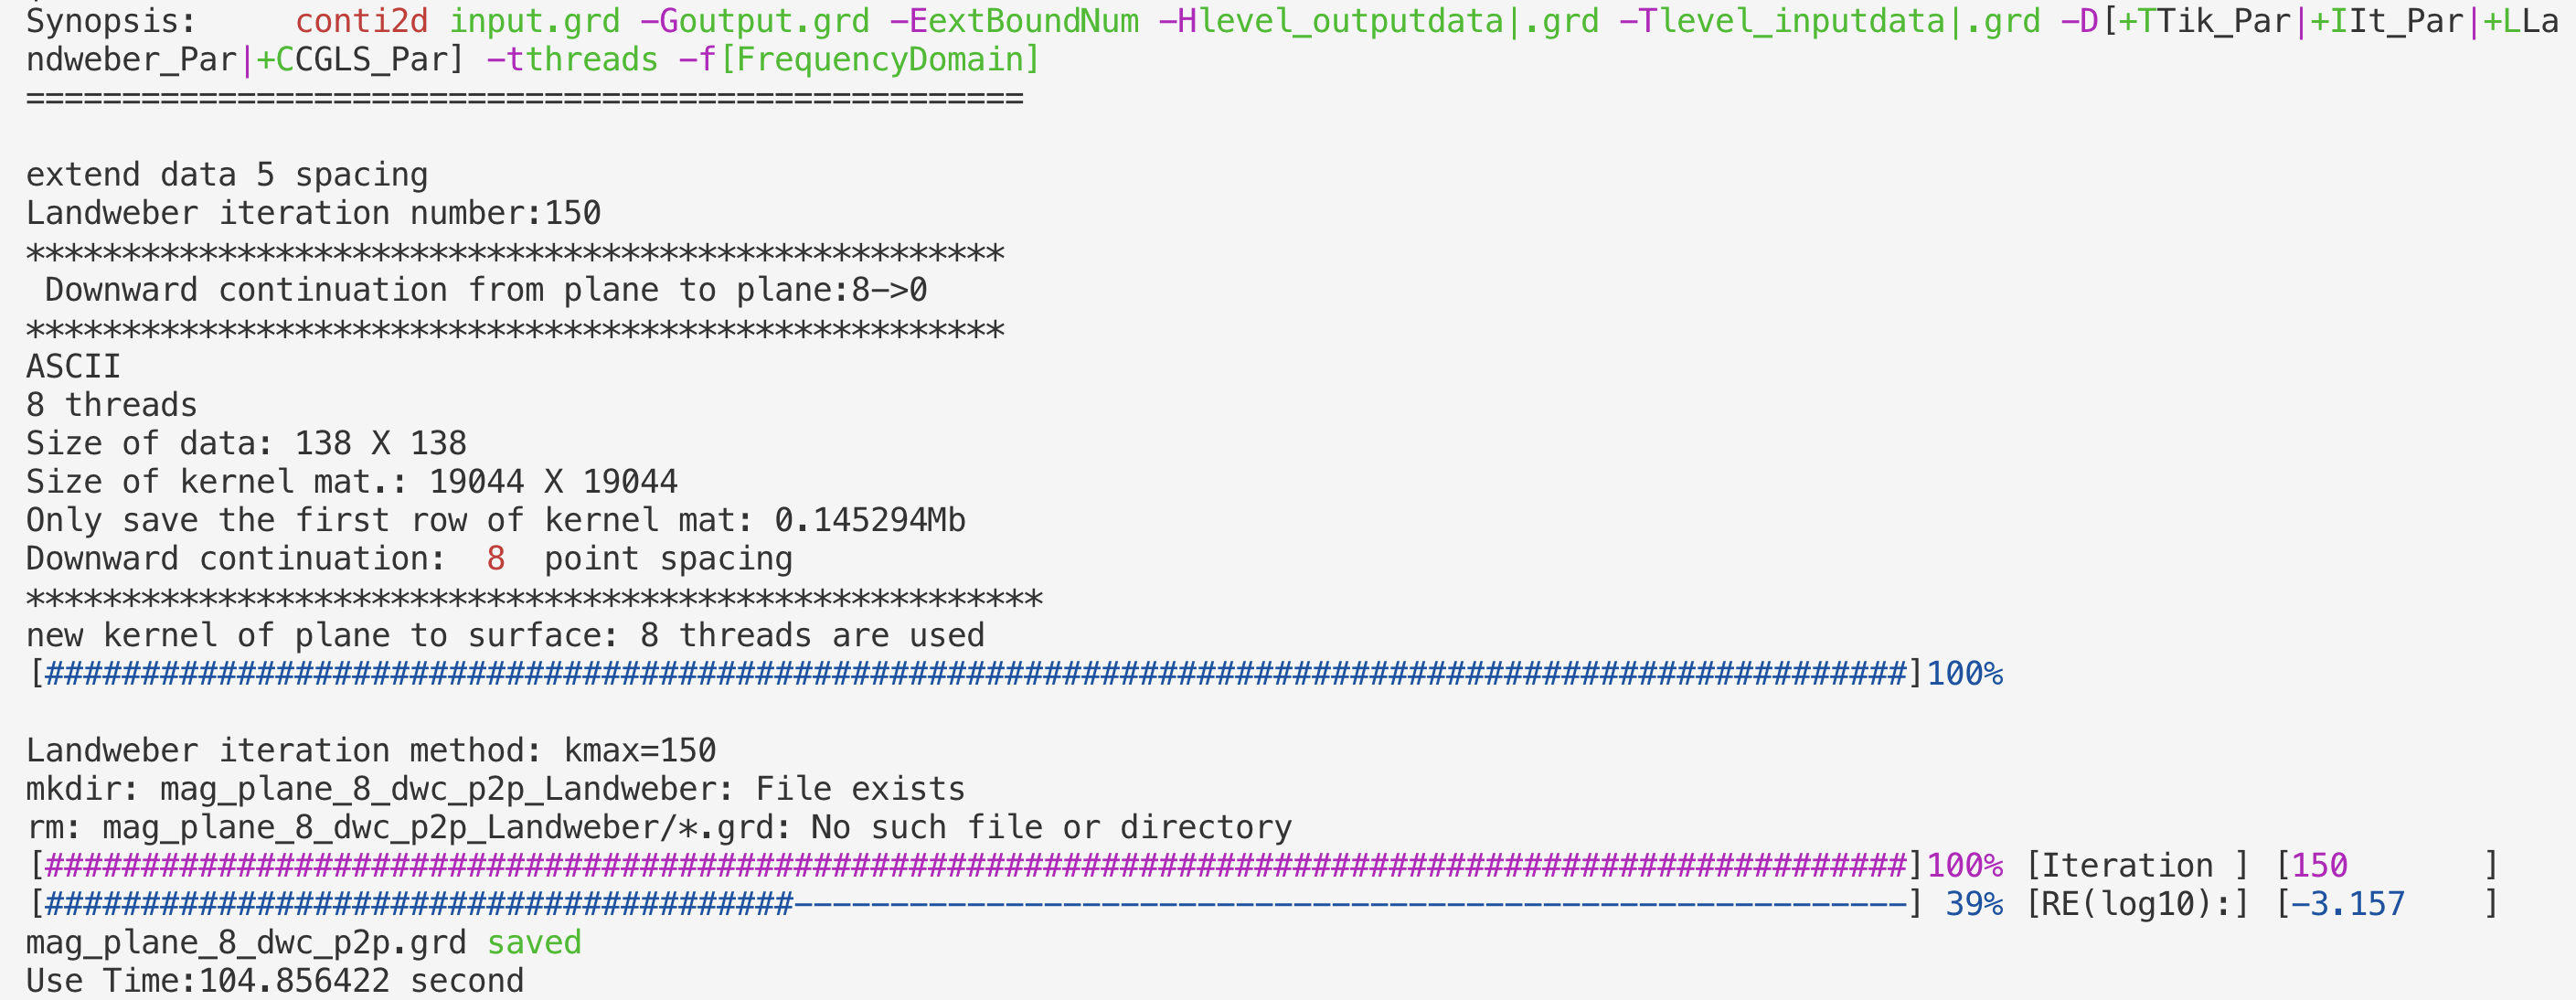 Synopsis:     conti2d input.grd -Goutput.grd -EextBoundNum -Hlevel_outputdata|.grd -Tlevel_inputdata|.grd -D[+TTik_Par|+IIt_Par|+LLa
ndweber_Par|+CCGLS_Par] -tthreads -f[FrequencyDomain]
====================================================
extend data 5 spacing
Landweber iteration number:150
***************************************************
 Downward continuation from plane to plane:8->0
***************************************************
ASCII
8 threads
Size of data: 138 X 138
Size of kernel mat.: 19044 X 19044
Only save the first row of kernel mat: 0.145294Mb
Downward continuation:  8  point spacing
*****************************************************
new kernel of plane to surface: 8 threads are used
[#################################################################################################]100%
Landweber iteration method: kmax=150
mkdir: mag_plane_8_dwc_p2p_Landweber: File exists
rm: mag_plane_8_dwc_p2p_Landweber/*.grd: No such file or directory
[#################################################################################################]100% [Iteration ] [150       ]
[#######################################----------------------------------------------------------] 39% [RE(log10):] [-3.157    ]
mag_plane_8_dwc_p2p.grd saved
Use Time:104.856422 second